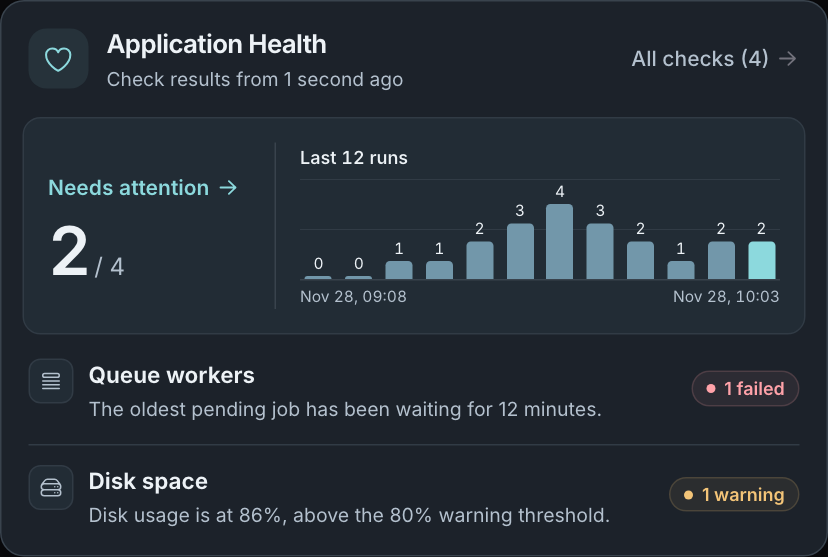 Application Health
Check results from 1 second ago
All checks (4) →
Needs attention →
2 / 4
Last 12 runs
0 0 1 1 2 3 4 3 2 1 2 2
Nov 28, 09:08
Nov 28, 10:03
Queue workers
The oldest pending job has been waiting for 12 minutes.
1 failed
Disk space
Disk usage is at 86%, above the 80% warning threshold.
1 warning